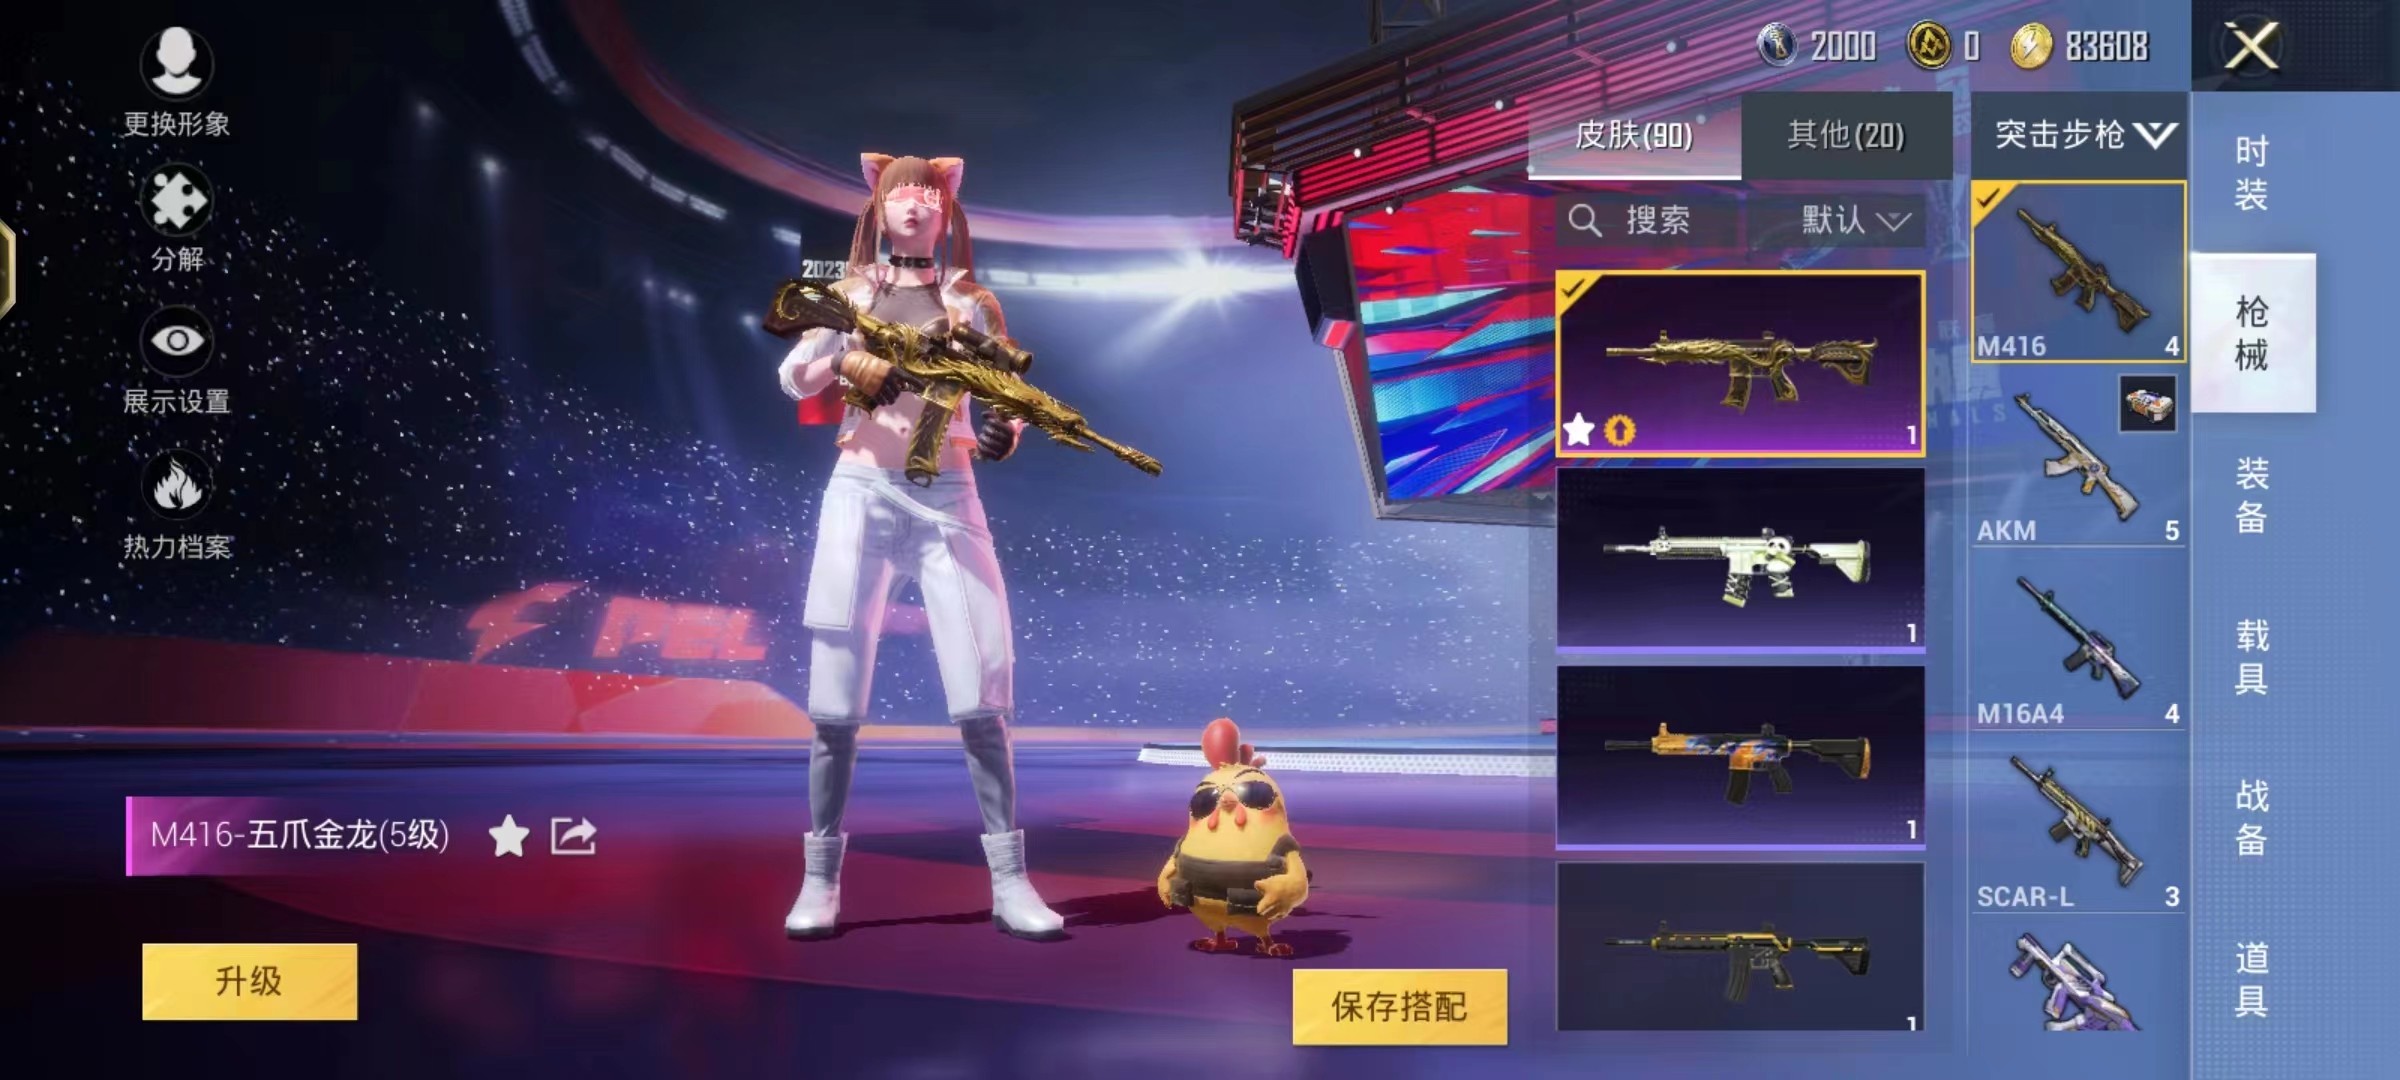 2000
0
83608
更换形象
分解
展示设置
热力档案
2023
PEL
M416-五爪金龙(5级)
升级
保存搭配
皮肤(90)
其他(20)
搜索
默认
1
1
1
1
突击步枪
M416
4
AKM
5
M16A4
4
SCAR-L
3
时装
枪械
装备
载具
战备
道具